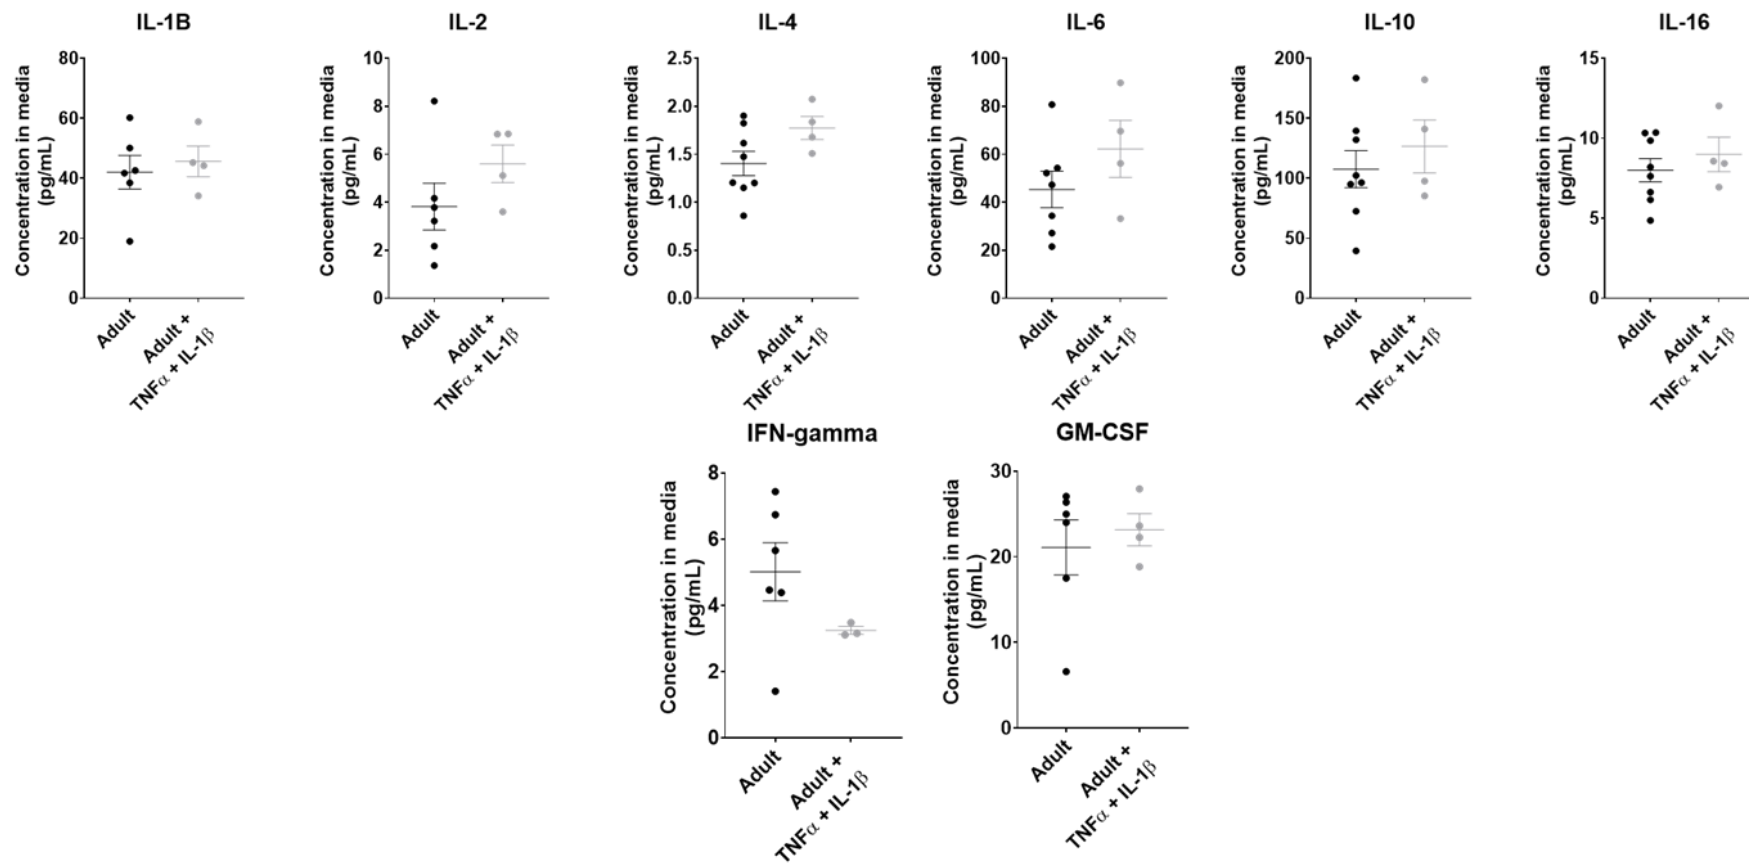 IL-1B
Concentration in media
(pg/mL)
80
60
40
20
0
Adult
Adult +
TNFα + IL-1β
IL-2
Concentration in media
(pg/mL)
10
8
6
4
2
0
Adult
Adult +
TNFα + IL-1β
IL-4
Concentration in media
(pg/mL)
2.5
2.0
1.5
1.0
0.5
0.0
Adult
Adult +
TNFα + IL-1β
IL-6
Concentration in media
(pg/mL)
100
80
60
40
20
0
Adult
Adult +
TNFα + IL-1β
IL-10
Concentration in media
(pg/mL)
200
150
100
50
0
Adult
Adult +
TNFα + IL-1β
IL-16
Concentration in media
(pg/mL)
15
10
5
0
Adult
Adult +
TNFα + IL-1β
IFN-gamma
Concentration in media
(pg/mL)
8
6
4
2
0
Adult
Adult +
TNFα + IL-1β
GM-CSF
Concentration in media
(pg/mL)
30
20
10
0
Adult
Adult +
TNFα + IL-1β